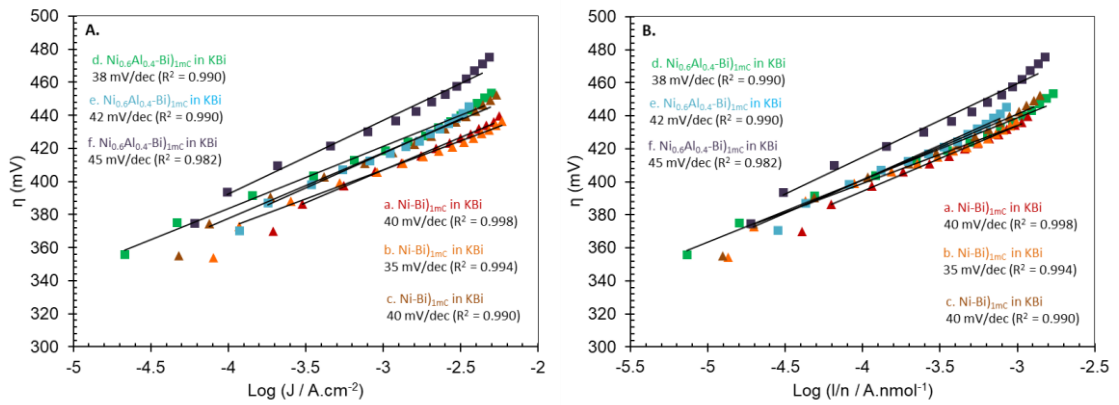 A.
500
480
460
440
420
400
380
360
340
320
300
η (mV)
d. Ni0.6Al0.4-Bi)1mC in KBi
38 mV/dec (R² = 0.990)
e. Ni0.6Al0.4-Bi)1mC in KBi
42 mV/dec (R² = 0.990)
f. Ni0.6Al0.4-Bi)1mC in KBi
45 mV/dec (R² = 0.982)
a. Ni-Bi)1mC in KBi
40 mV/dec (R² = 0.998)
b. Ni-Bi)1mC in KBi
35 mV/dec (R² = 0.994)
c. Ni-Bi)1mC in KBi
40 mV/dec (R² = 0.990)
-5 -4.5 -4 -3.5 -3 -2.5 -2
Log (J / A.cm⁻²)
B.
500
480
460
440
420
400
380
360
340
320
300
η (mV)
d. Ni0.6Al0.4-Bi)1mC in KBi
38 mV/dec (R² = 0.990)
e. Ni0.6Al0.4-Bi)1mC in KBi
42 mV/dec (R² = 0.990)
f. Ni0.6Al0.4-Bi)1mC in KBi
45 mV/dec (R² = 0.982)
a. Ni-Bi)1mC in KBi
40 mV/dec (R² = 0.998)
b. Ni-Bi)1mC in KBi
35 mV/dec (R² = 0.994)
c. Ni-Bi)1mC in KBi
40 mV/dec (R² = 0.990)
-5.5 -5 -4.5 -4 -3.5 -3 -2.5
Log (I/n / A.nmol⁻¹)